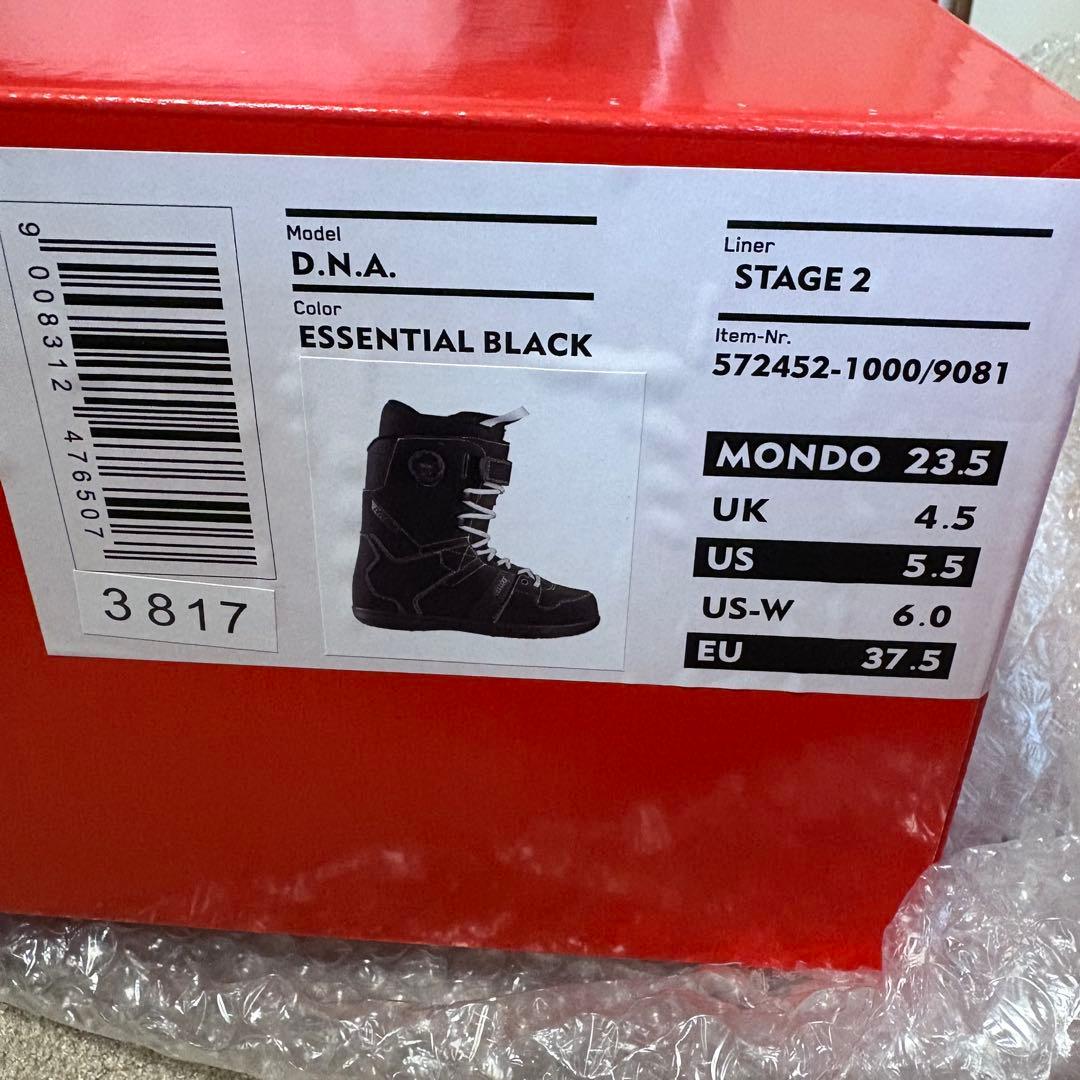 9 008312 476507
3817
Model
D.N.A.
Color
ESSENTIAL BLACK
Liner
STAGE 2
Item-Nr.
572452-1000/9081
MONDO 23.5
UK 4.5
US 5.5
US-W 6.0
EU 37.5